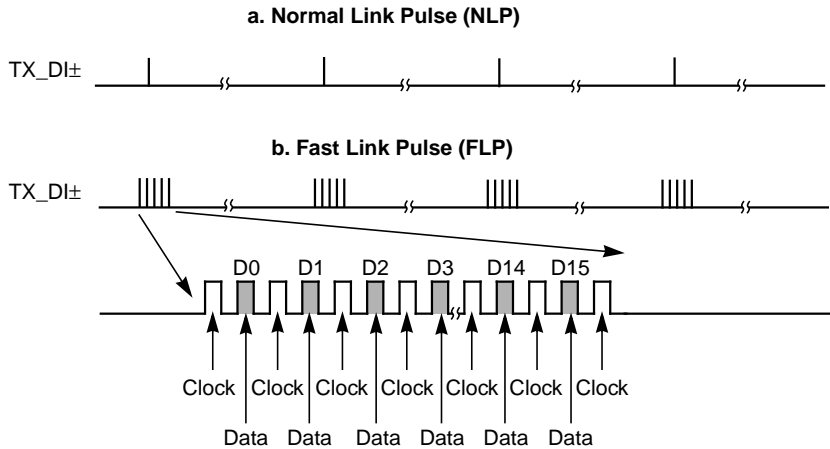 a. Normal Link Pulse (NLP)
TX_DI±
b. Fast Link Pulse (FLP)
TX_DI±
D0 D1 D2 D3 D14 D15
Clock Clock Clock Clock Clock Clock Clock
Data Data Data Data Data Data